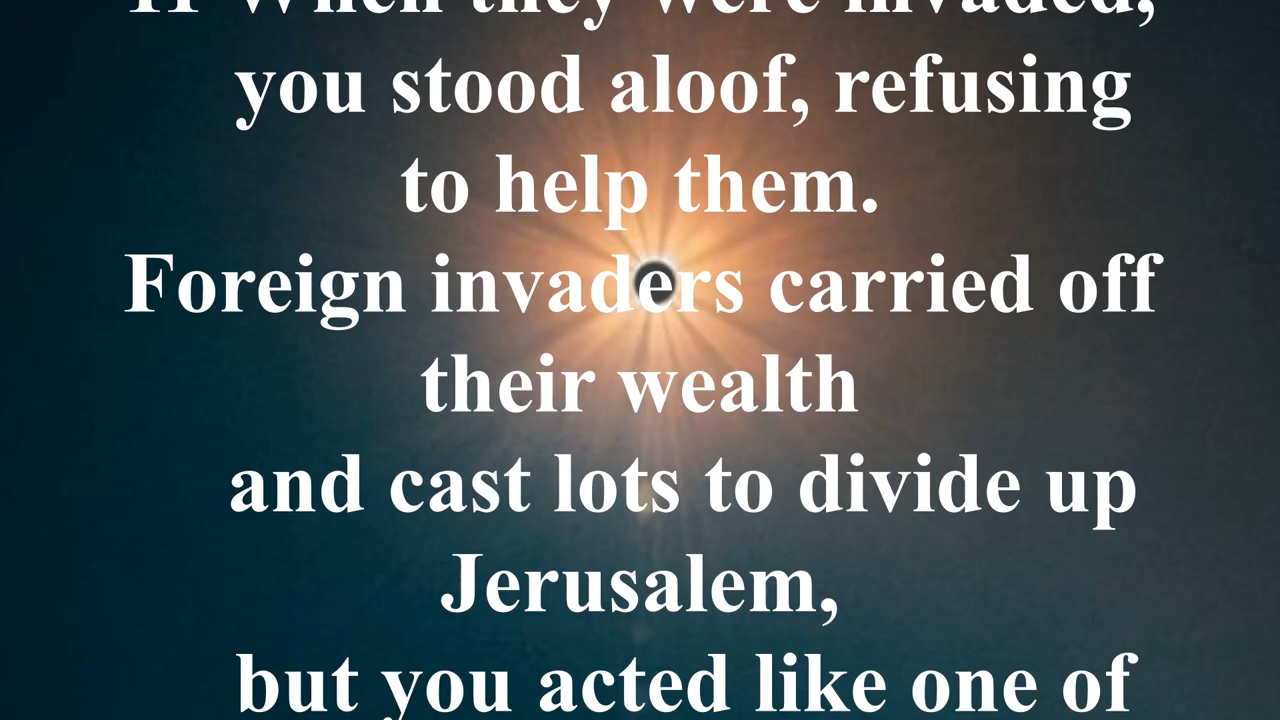 11 When they were invaded,
you stood aloof, refusing
to help them.
Foreign invaders carried off
their wealth
and cast lots to divide up
Jerusalem,
but you acted like one of